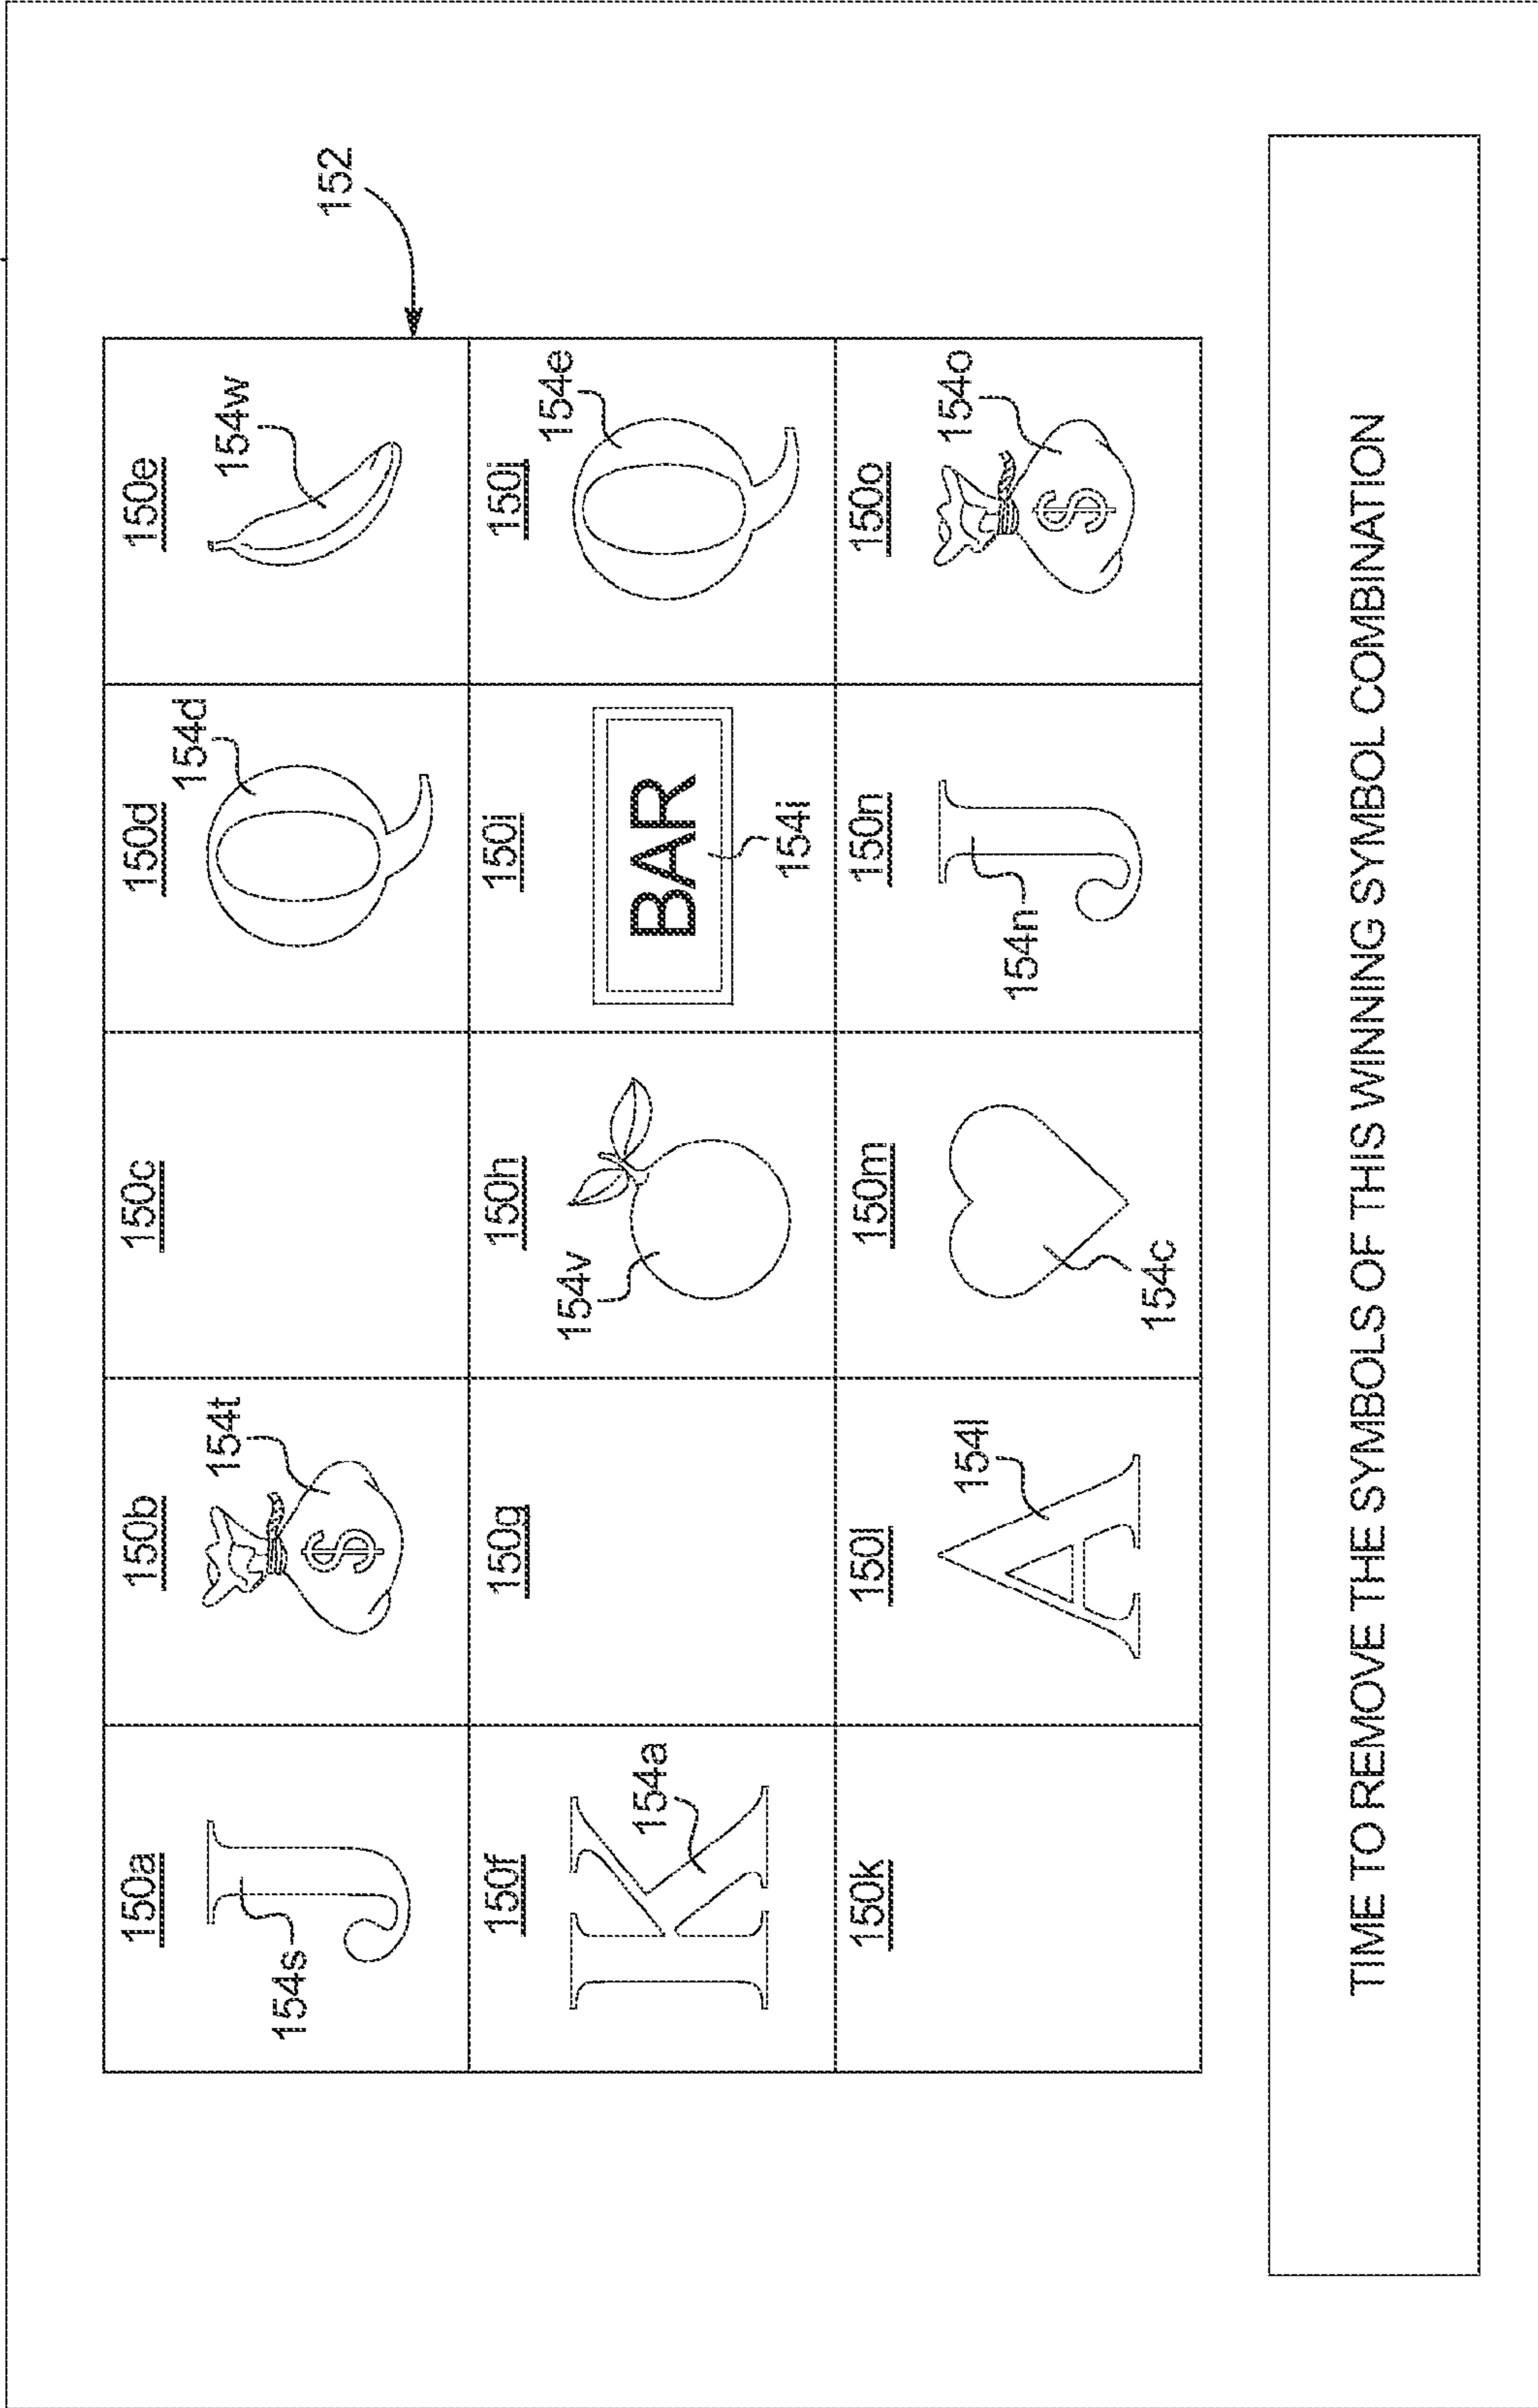 152
150a
154s
J
150b
154t
$
150c
150d
154d
Q
150e
154w
150f
K
154a
150g
150h
154v
150i
BAR
154i
150j
154e
Q
150k
150l
154l
A
150m
154c
150n
154n
J
150o
154o
$
TIME TO REMOVE THE SYMBOLS OF THIS WINNING SYMBOL COMBINATION